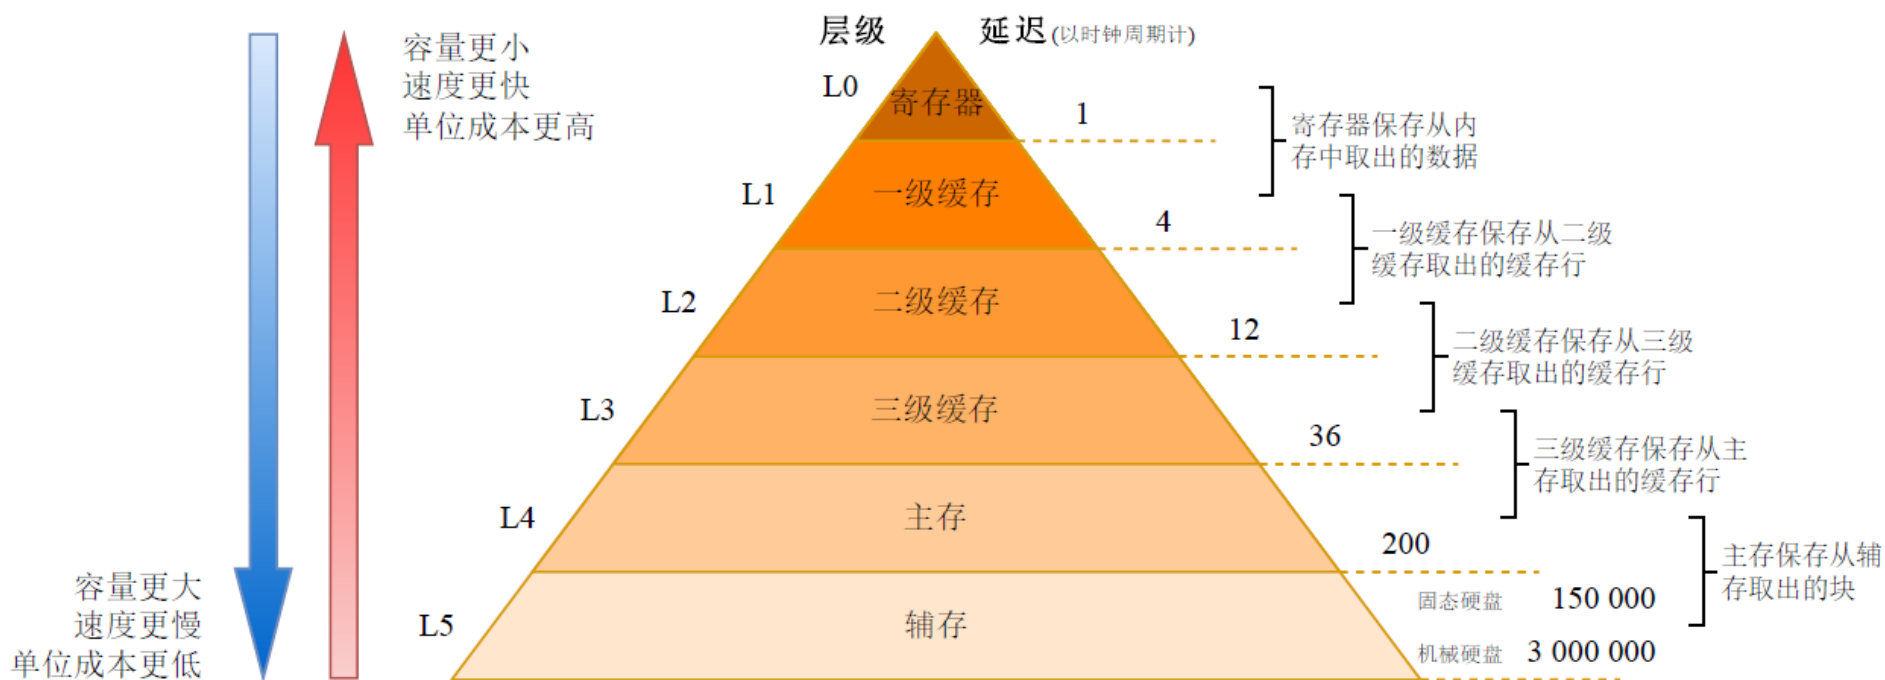 层级
延迟(以时钟周期计)
容量更小
速度更快
单位成本更高
L0
寄存器
1
寄存器保存从内
存中取出的数据
L1
一级缓存
4
一级缓存保存从二级
缓存取出的缓存行
L2
二级缓存
12
二级缓存保存从三级
缓存取出的缓存行
L3
三级缓存
36
三级缓存保存从主
存取出的缓存行
L4
主存
200
主存保存从辅
存取出的块
容量更大
速度更慢
单位成本更低
L5
辅存
固态硬盘 150 000
机械硬盘 3 000 000